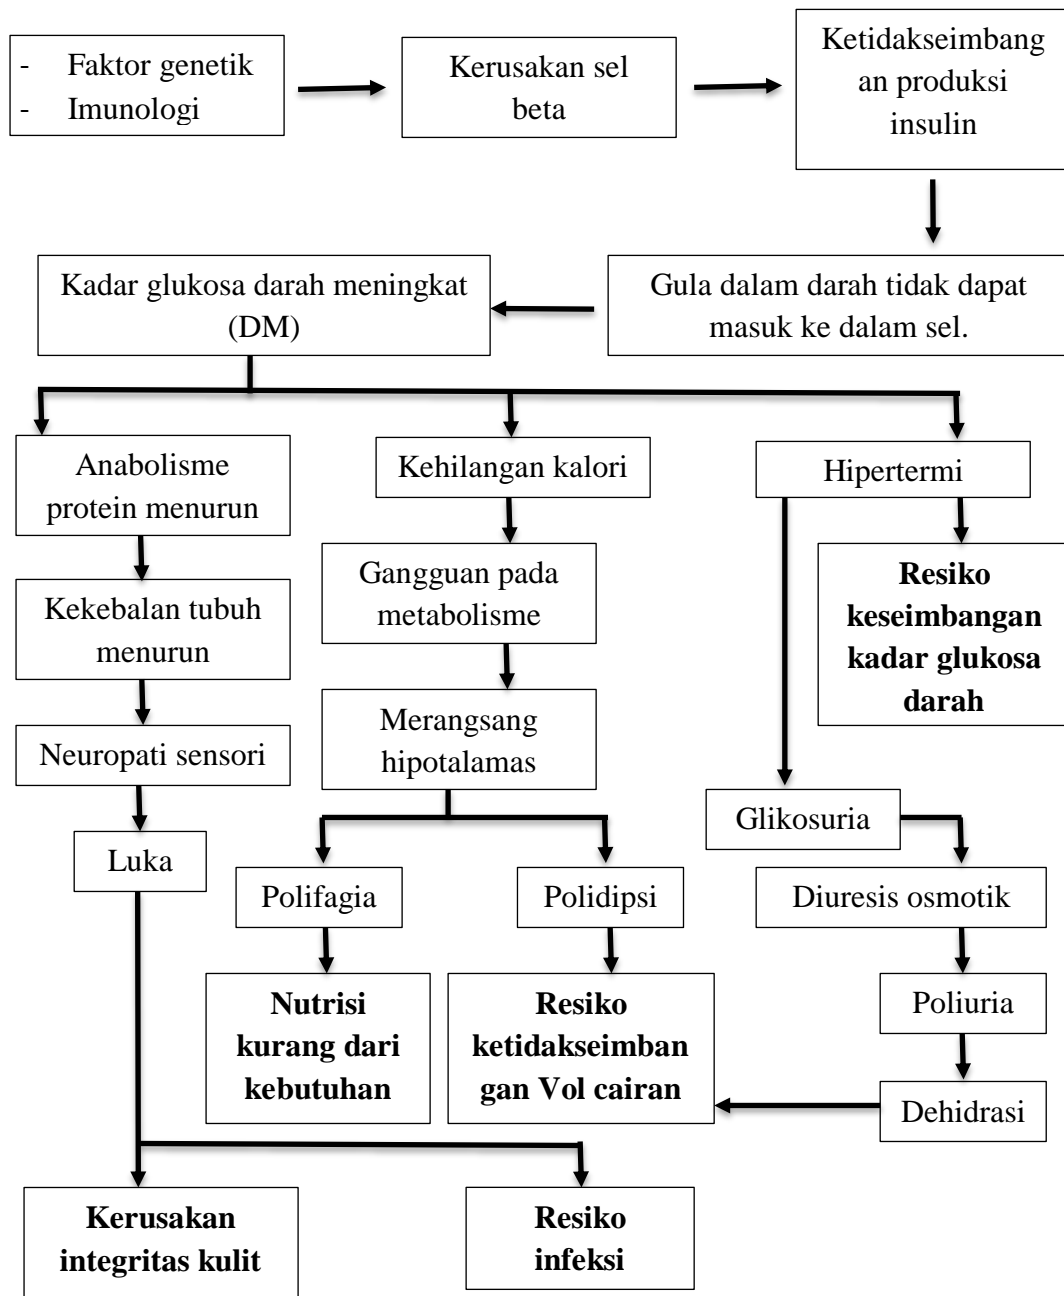 - Faktor genetik
- Imunologi
Kerusakan sel
beta
Ketidakseimbang
an produksi
insulin
Kadar glukosa darah meningkat
(DM)
Gula dalam darah tidak dapat
masuk ke dalam sel.
Anabolisme
protein menurun
Kehilangan kalori
Hipertermi
Gangguan pada
metabolisme
Resiko
keseimbangan
kadar glukosa
darah
Kekebalan tubuh
menurun
Merangsang
hipotalamas
Neuropati sensori
Glikosuria
Luka
Polifagia
Polidipsi
Diuresis osmotik
Nutrisi
kurang dari
kebutuhan
Resiko
ketidakseimban
gan Vol cairan
Poliuria
Dehidrasi
Kerusakan
integritas kulit
Resiko
infeksi